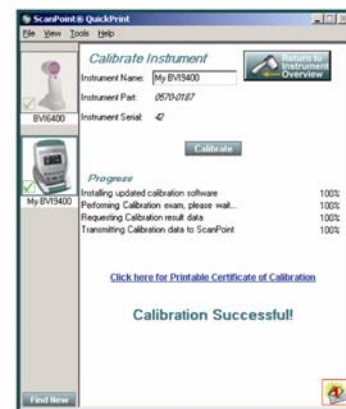 ScanPoint® QuickPrint
File View Tools Help
BVI6400
My BVI9400
Find New
Calibrate Instrument
Return to
Instrument
Overview
Instrument Name: My BVI9400
Instrument Part: 0570-0187
Instrument Serial: 42
Calibrate
Progress
Installing updated calibration software 100%
Performing Calibration exam, please wait... 100%
Requesting Calibration result data 100%
Transmitting Calibration data to ScanPoint 100%
Click here for Printable Certificate of Calibration
Calibration Successful!